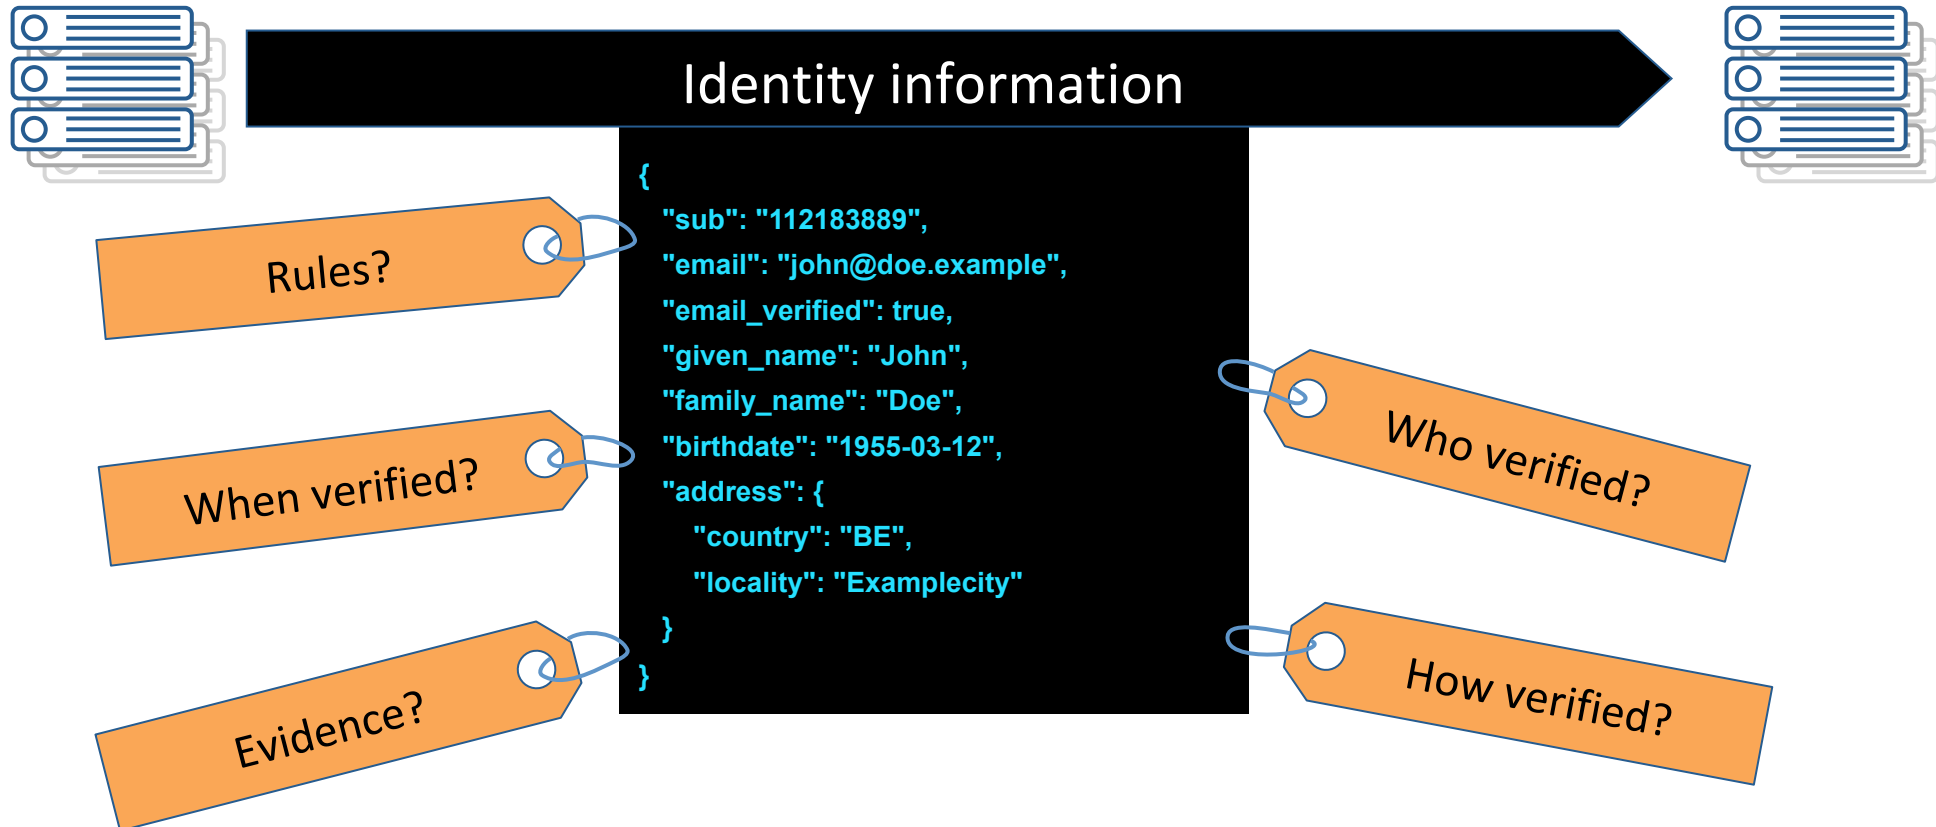 Identity information
{
"sub": "112183889",
"email": "john@doe.example",
"email_verified": true,
"given_name": "John",
"family_name": "Doe",
"birthdate": "1955-03-12",
"address": {
"country": "BE",
"locality": "Examplecity"
}
}
Rules?
When verified?
Evidence?
Who verified?
How verified?